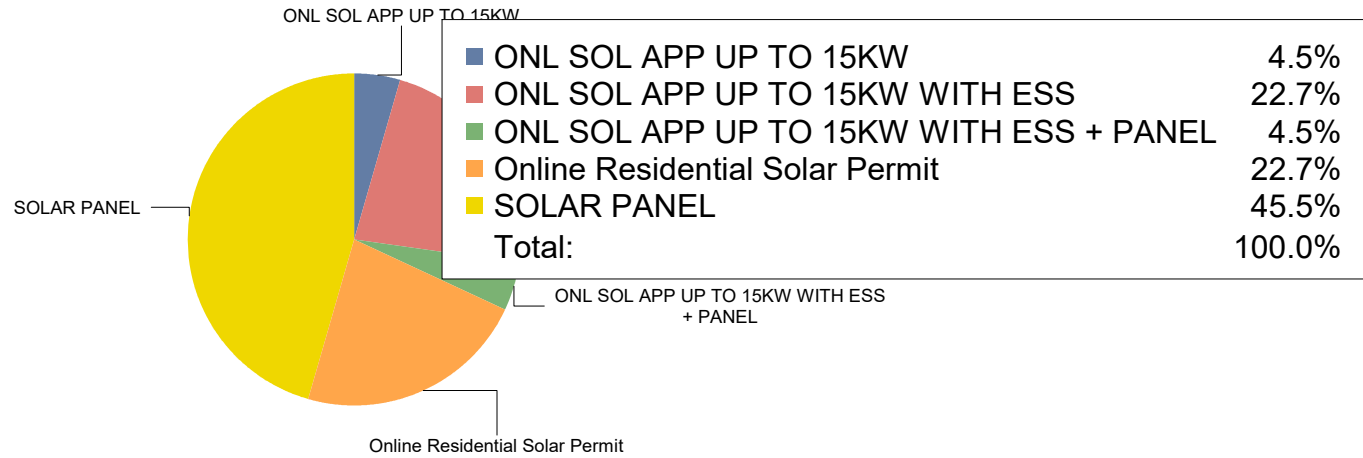 ONL SOL APP UP TO 15KW
ONL SOL APP UP TO 15KW 4.5%
ONL SOL APP UP TO 15KW WITH ESS 22.7%
ONL SOL APP UP TO 15KW WITH ESS + PANEL 4.5%
Online Residential Solar Permit 22.7%
SOLAR PANEL 45.5%
Total: 100.0%
SOLAR PANEL
ONL SOL APP UP TO 15KW WITH ESS
+ PANEL
Online Residential Solar Permit